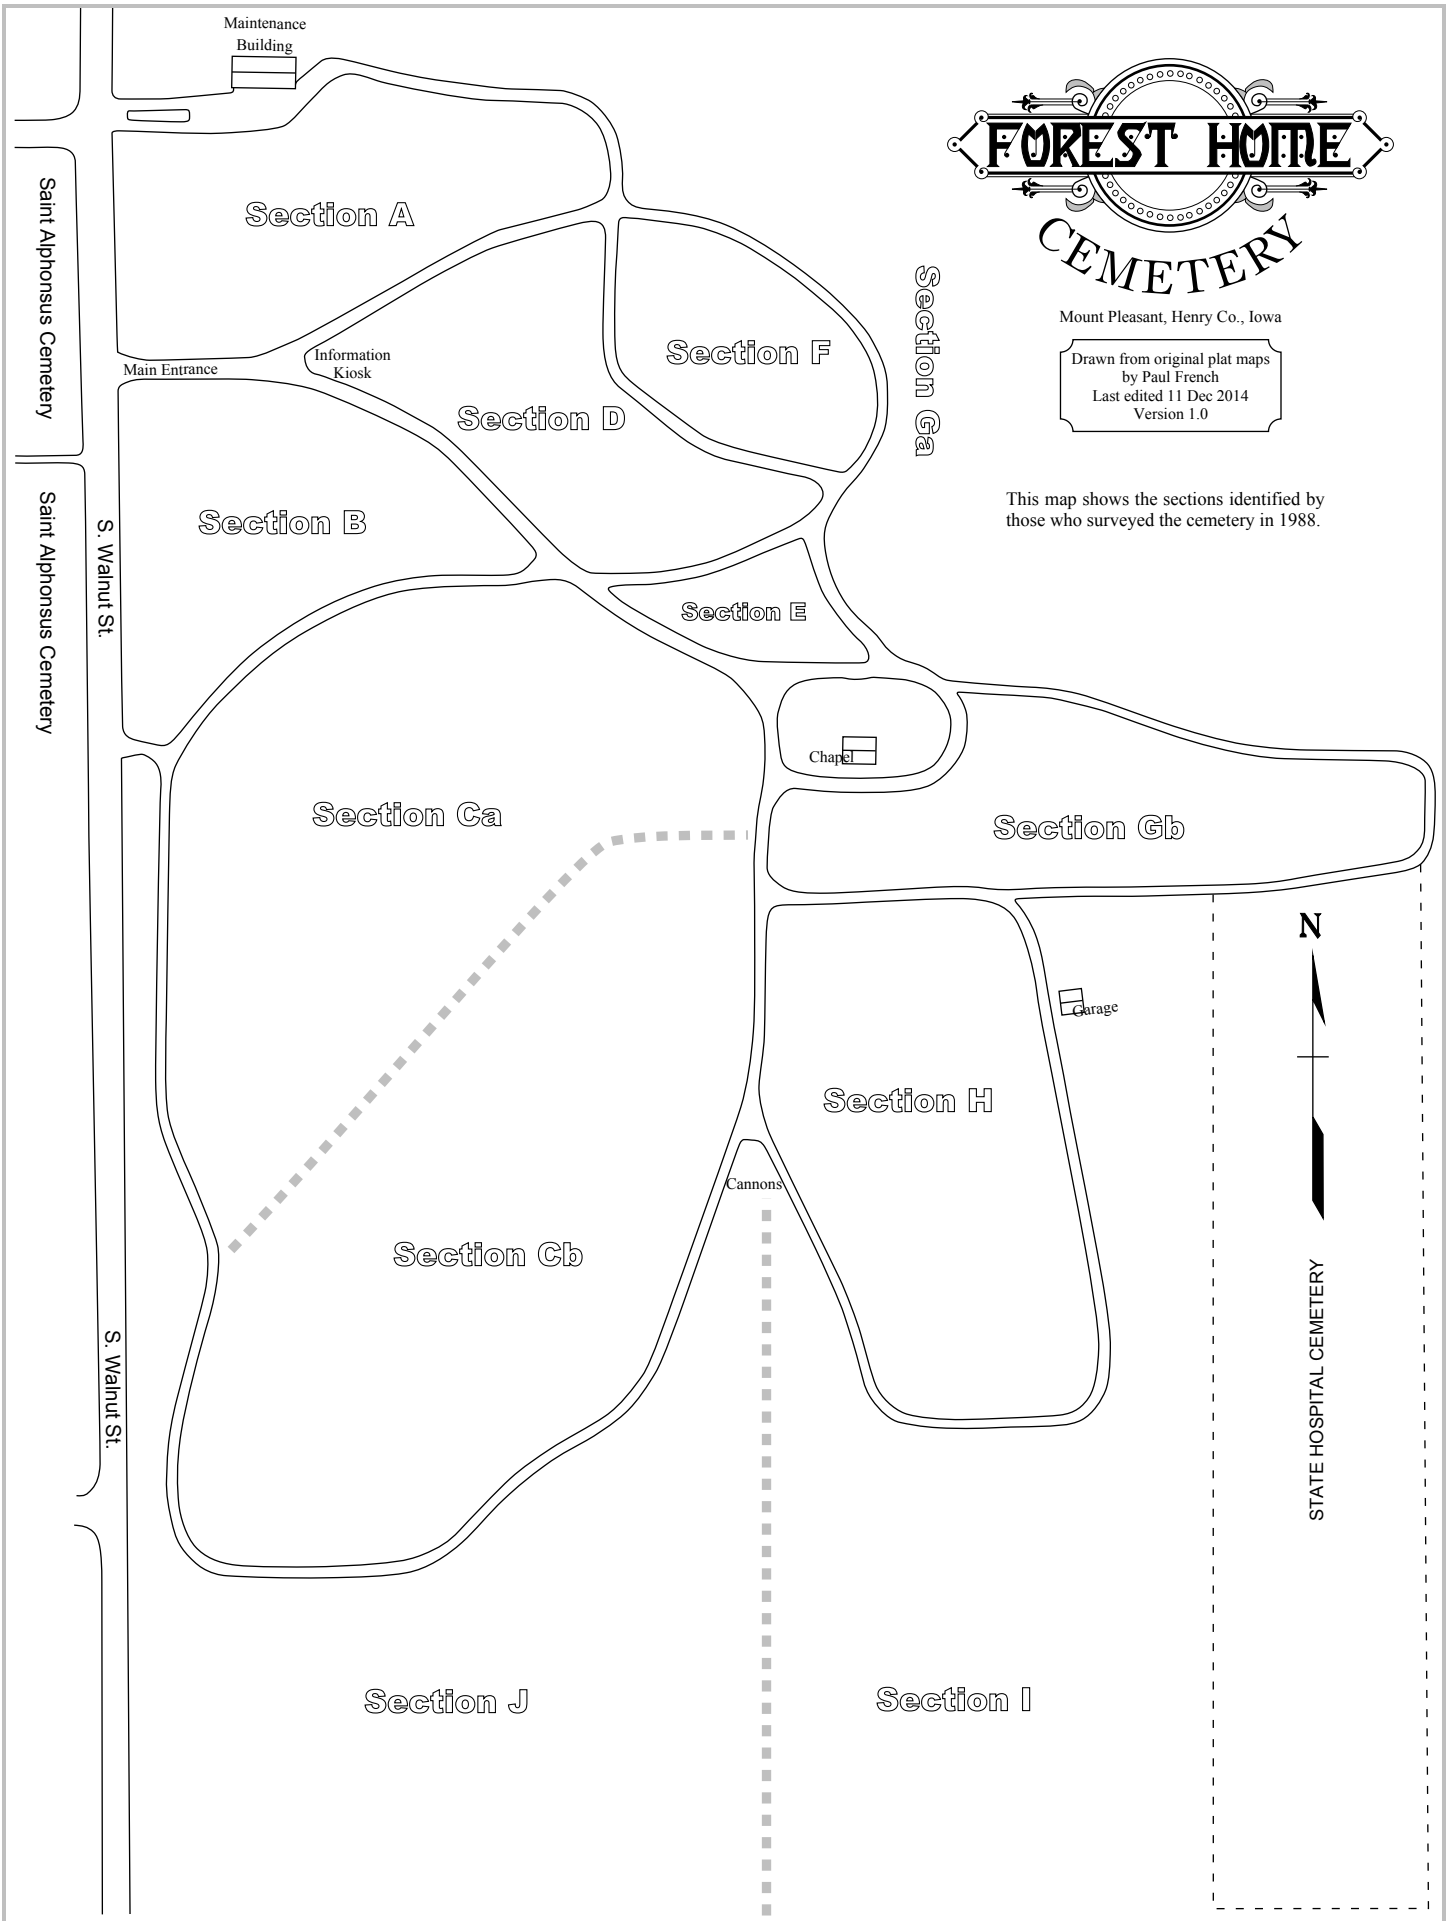 Maintenance
Building
FOREST HOME
CEMETERY
Mount Pleasant, Henry Co., Iowa
Drawn from original plat maps
by Paul French
Last edited 11 Dec 2014
Version 1.0
This map shows the sections identified by
those who surveyed the cemetery in 1988.
Saint Alphonsus Cemetery
Section A
Section Ga
Section F
Information
Kiosk
Main Entrance
Section D
Saint Alphonsus Cemetery
S. Walnut St.
Section B
Section E
Chapel
Section Ca
Section Gb
N
Garage
Section H
Cannons
Section Cb
S. Walnut St.
STATE HOSPITAL CEMETERY
Section J
Section I